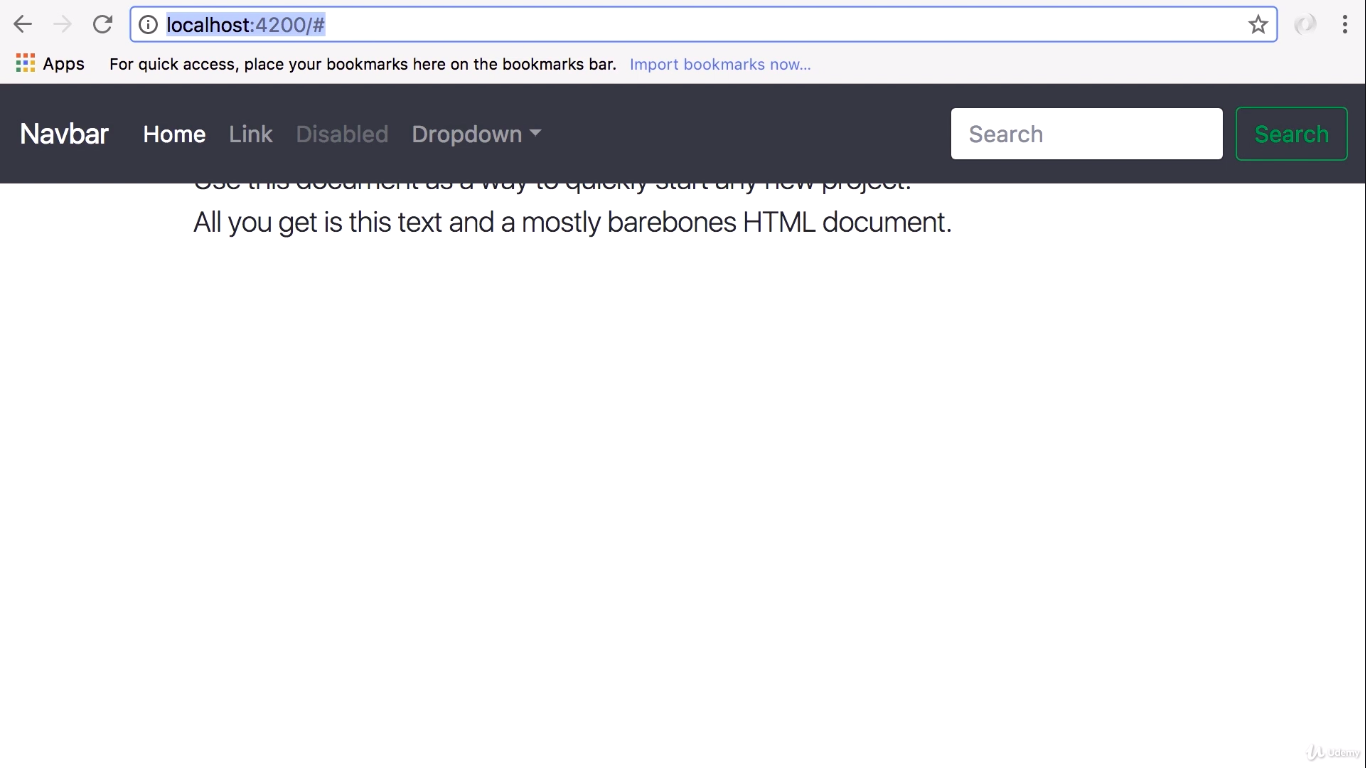 localhost:4200/#
Apps For quick access, place your bookmarks here on the bookmarks bar. Import bookmarks now...
Navbar Home Link Disabled Dropdown Search Search
Use this document as a way to quickly start any new project.
All you get is this text and a mostly barebones HTML document.
Udemy